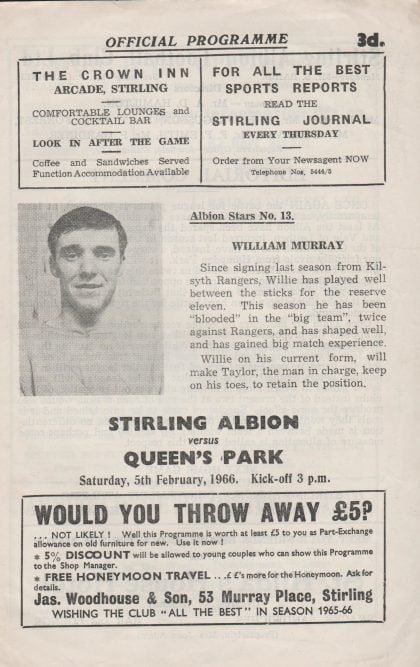 OFFICIAL PROGRAMME 3d.
THE CROWN INN
ARCADE, STIRLING
COMFORTABLE LOUNGES and
COCKTAIL BAR
LOOK IN AFTER THE GAME
Coffee and Sandwiches Served
Function Accommodation Available
FOR ALL THE BEST
SPORTS REPORTS
READ THE
STIRLING JOURNAL
EVERY THURSDAY
Order from Your Newsagent NOW
Telephone Nos. 5444/5
Albion Stars No. 13.
WILLIAM MURRAY
Since signing last season from Kil-
syth Rangers, Willie has played well
between the sticks for the reserve
eleven. This season he has been
"blooded" in the "big team", twice
against Rangers, and has shaped well,
and has gained big match experience.
Willie on his current form, will
make Taylor, the man in charge, keep
on his toes, to retain the position.
STIRLING ALBION
versus
QUEEN'S PARK
Saturday, 5th February, 1966. Kick-off 3 p.m.
WOULD YOU THROW AWAY £5?
... NOT LIKELY ! Well this Programme is worth at least £5 to you as Part-Exchange
allowance on old furniture for new. Use it now !
* 5% DISCOUNT will be allowed to young couples who can show this Programme
to the Shop Manager.
* FREE HONEYMOON TRAVEL ... £ £'s more for the Honeymoon. Ask for
details.
Jas. Woodhouse & Son, 53 Murray Place, Stirling
WISHING THE CLUB "ALL THE BEST" IN SEASON 1965-66